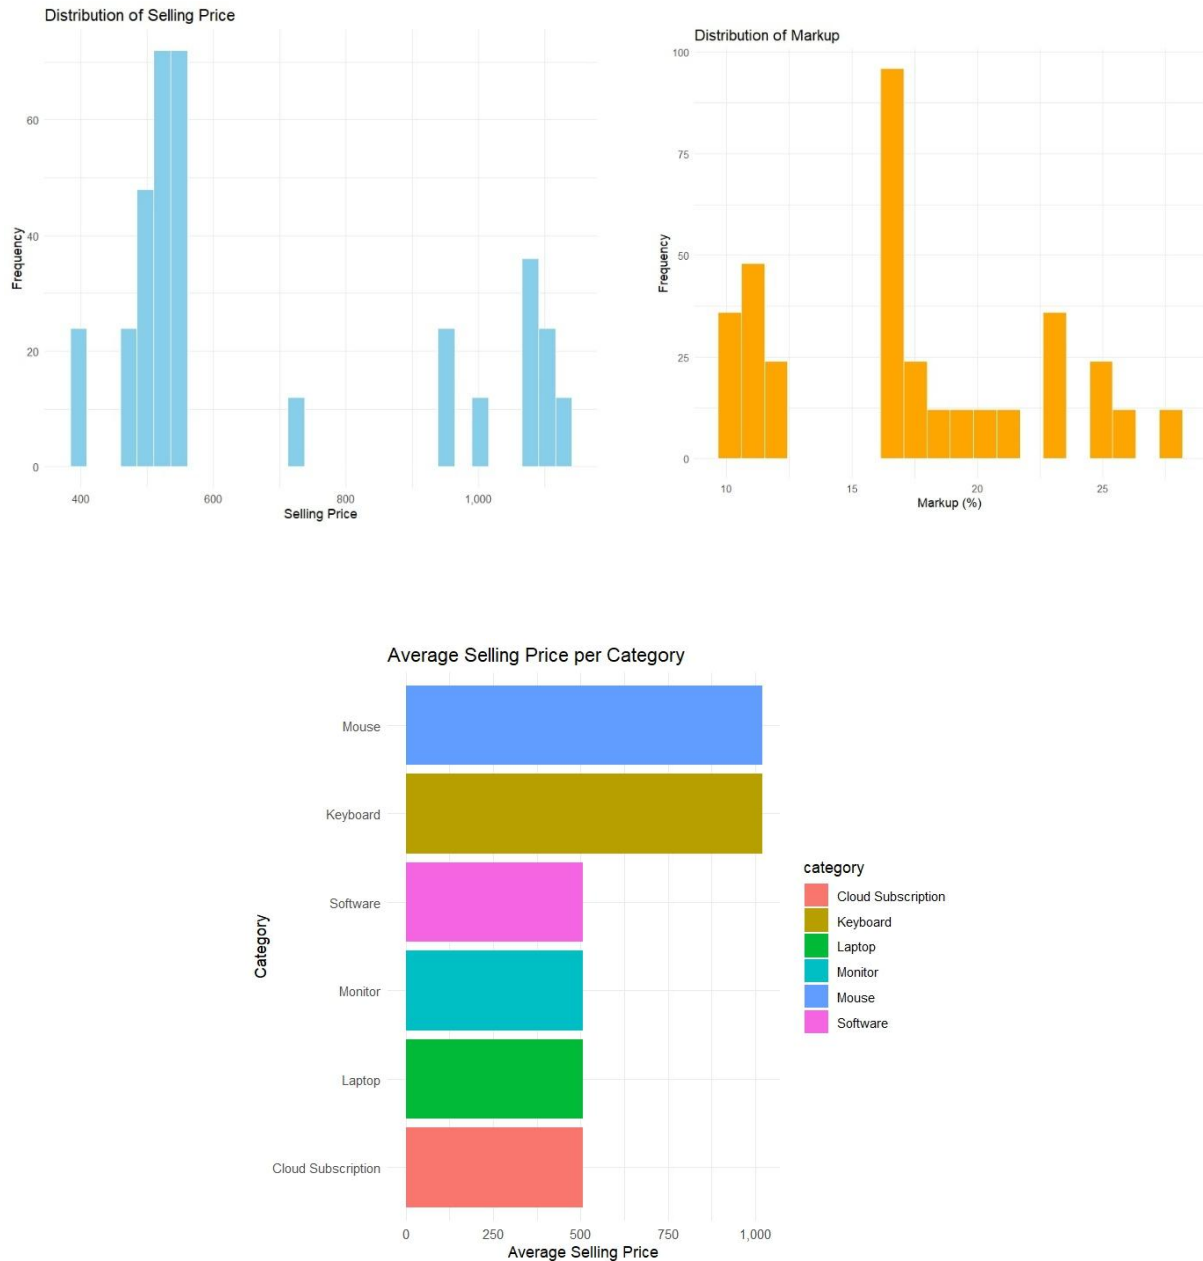 Distribution of Selling Price
60
40
20
0
Frequency
400 600 800 1,000
Selling Price
Distribution of Markup
100
75
50
25
0
Frequency
10 15 20 25
Markup (%)
Average Selling Price per Category
Mouse
Keyboard
Software
Monitor
Laptop
Cloud Subscription
Category
0 250 500 750 1,000
Average Selling Price
category
Cloud Subscription
Keyboard
Laptop
Monitor
Mouse
Software